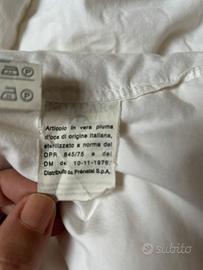 Articolo in vera piuma
d'oca di origine italiana,
sterilizzato a norma del
DPR 845/75 e del
DM del 10-11-1976
Distribuito da Prénatal S.p.A.
P
P
subito